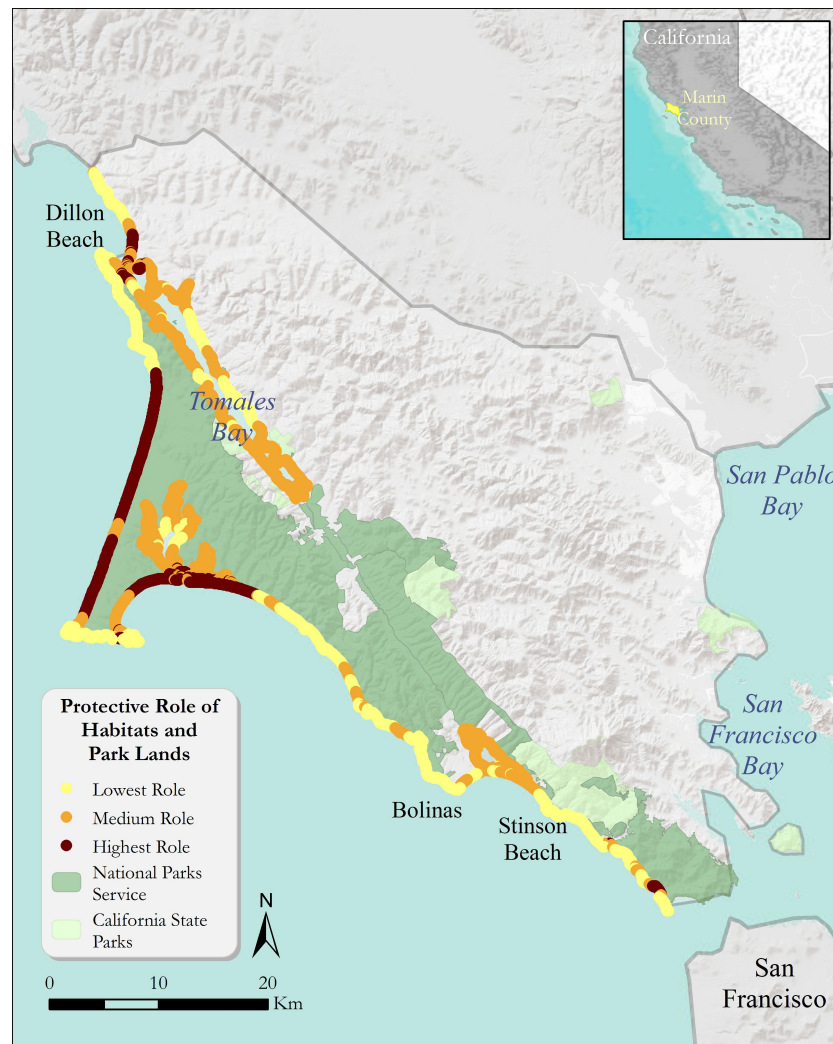 California
Marin
County
Dillon
Beach
Tomales
Bay
San Pablo
Bay
San
Francisco
Bay
Protective Role of
Habitats and
Park Lands
Lowest Role
Medium Role
Highest Role
National Parks
Service
California State
Parks
Bolinas
Stinson
Beach
N
0 10 20
Km
San
Francisco